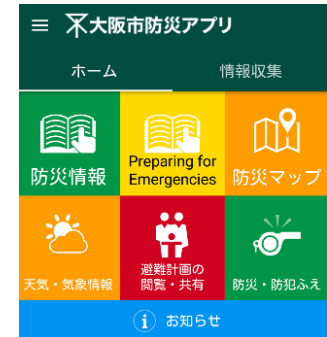 大阪市防災アプリ
ホーム
情報収集
防災情報
Preparing for
Emergencies
防災マップ
天気・気象情報
避難計画の
閲覧・共有
防災・防犯ふえ
お知らせ